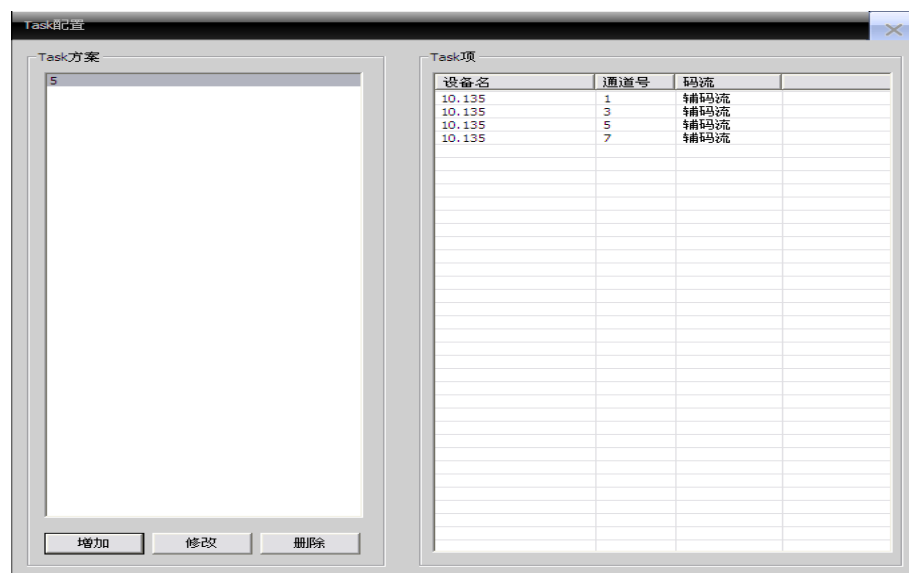 Task配置
Task方案
5
增加 修改 删除
Task项
设备名 通道号 码流
10.135 1 辅码流
10.135 3 辅码流
10.135 5 辅码流
10.135 7 辅码流